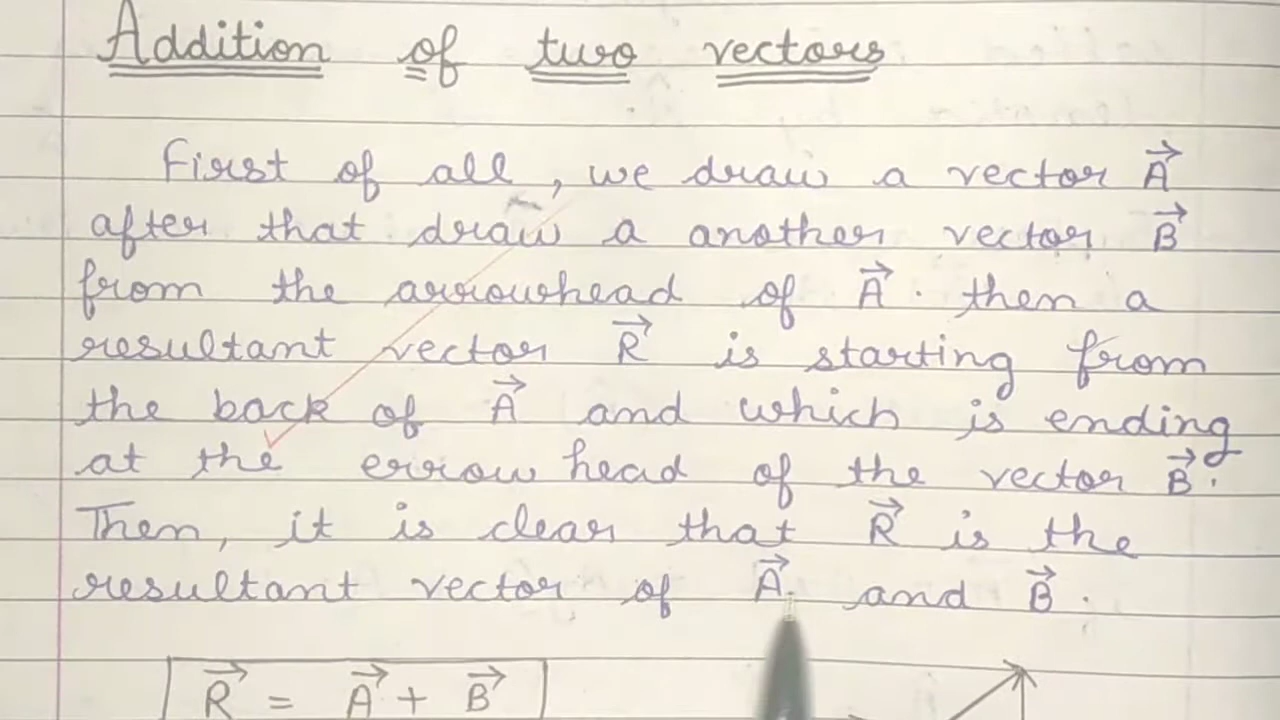 Addition of two vectors
First of all, we draw a vector A⃗
after that draw a another vector B⃗
from the arrowhead of A⃗. then a
resultant vector R⃗ is starting from
the back of A⃗ and which is ending
at the errow head of the vector B⃗.
Then, it is clear that R⃗ is the
resultant vector of A⃗ and B⃗.
R⃗ = A⃗ + B⃗